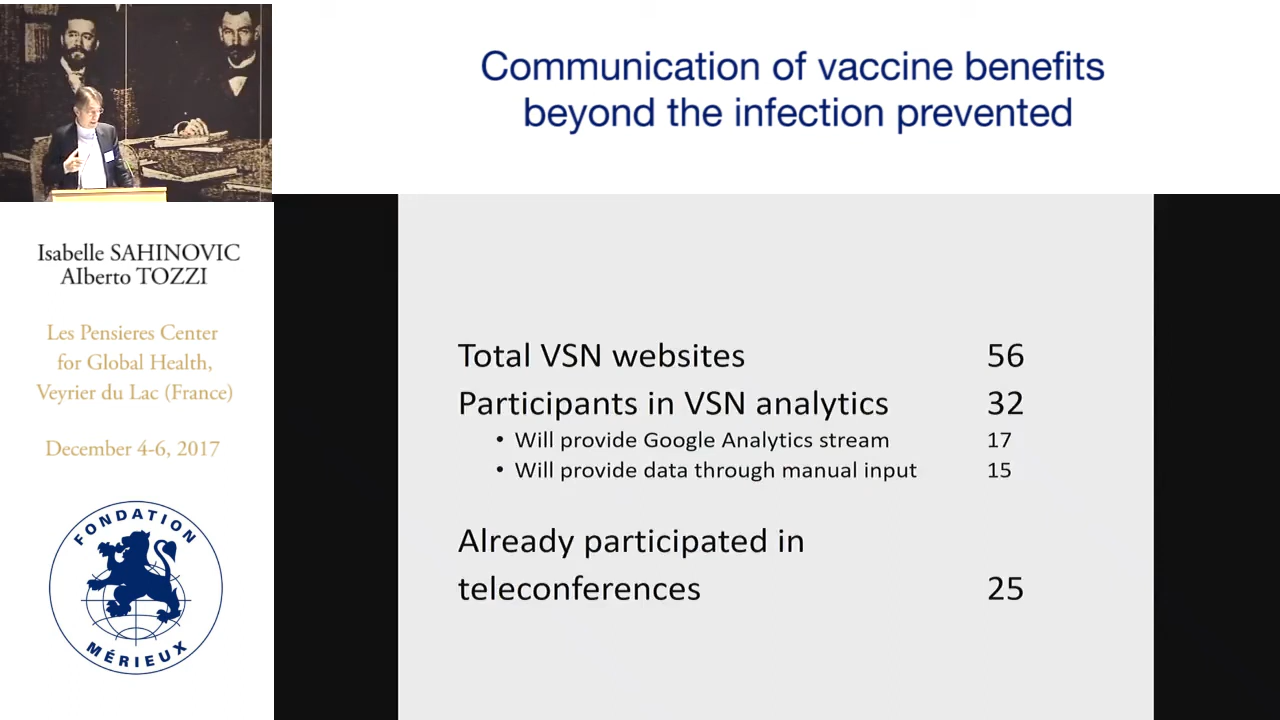 Communication of vaccine benefits
beyond the infection prevented
Isabelle SAHINOVIC
Alberto TOZZI
Les Pensieres Center
for Global Health,
Veyrier du Lac (France)
December 4-6, 2017
FONDATION
MÉRIEUX
Total VSN websites 56
Participants in VSN analytics 32
• Will provide Google Analytics stream 17
• Will provide data through manual input 15
Already participated in
teleconferences 25